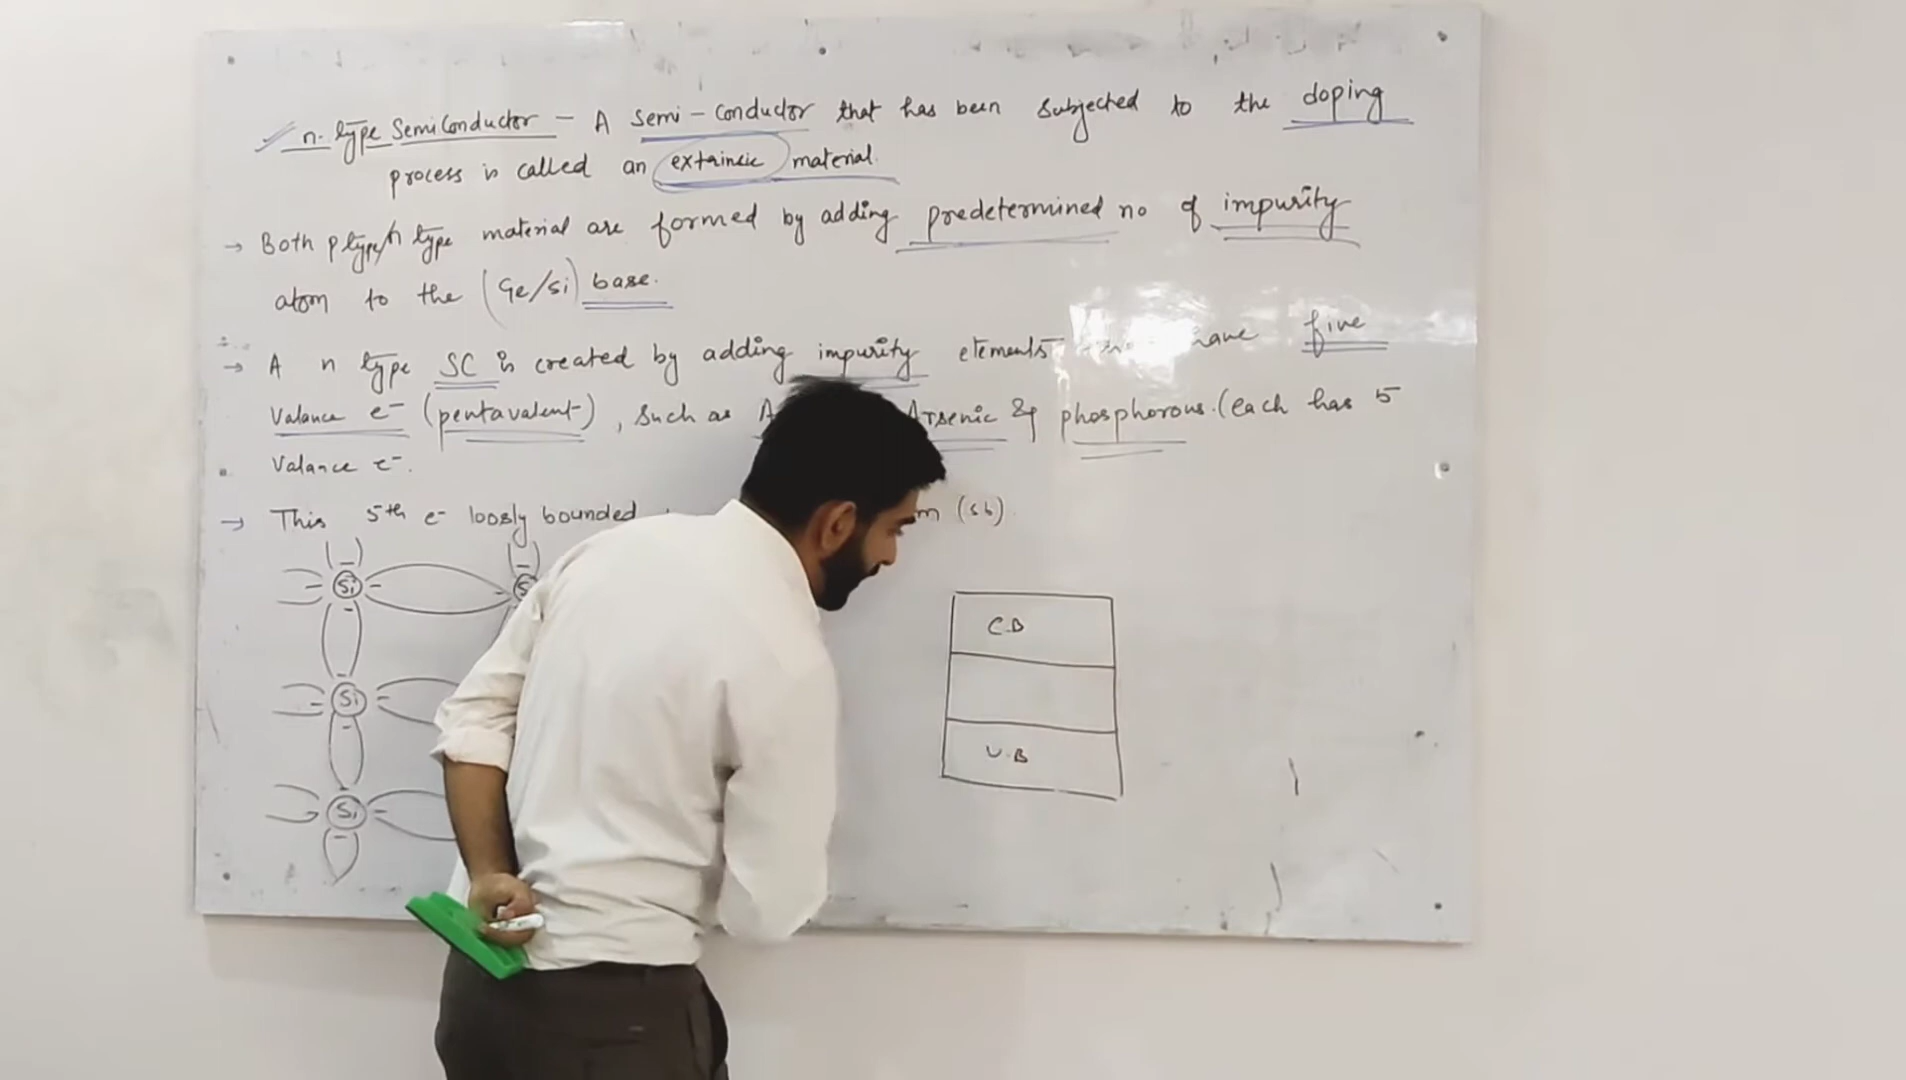 n-type SemiConductor - A Semi-Conductor that has been subjected to the doping
process is called an extrinsic material.
→ Both p type/n type material are formed by adding predetermined no of impurity
atom to the (Ge/Si) base.
→ A n type SC is created by adding impurity elements have five
Valance e- (pentavalent), such as Arsenic & phosphorous. (each has 5
Valance e-.
→ This 5th e- loosly bounded (Sb).
Si
C.B
Si
V.B
Si